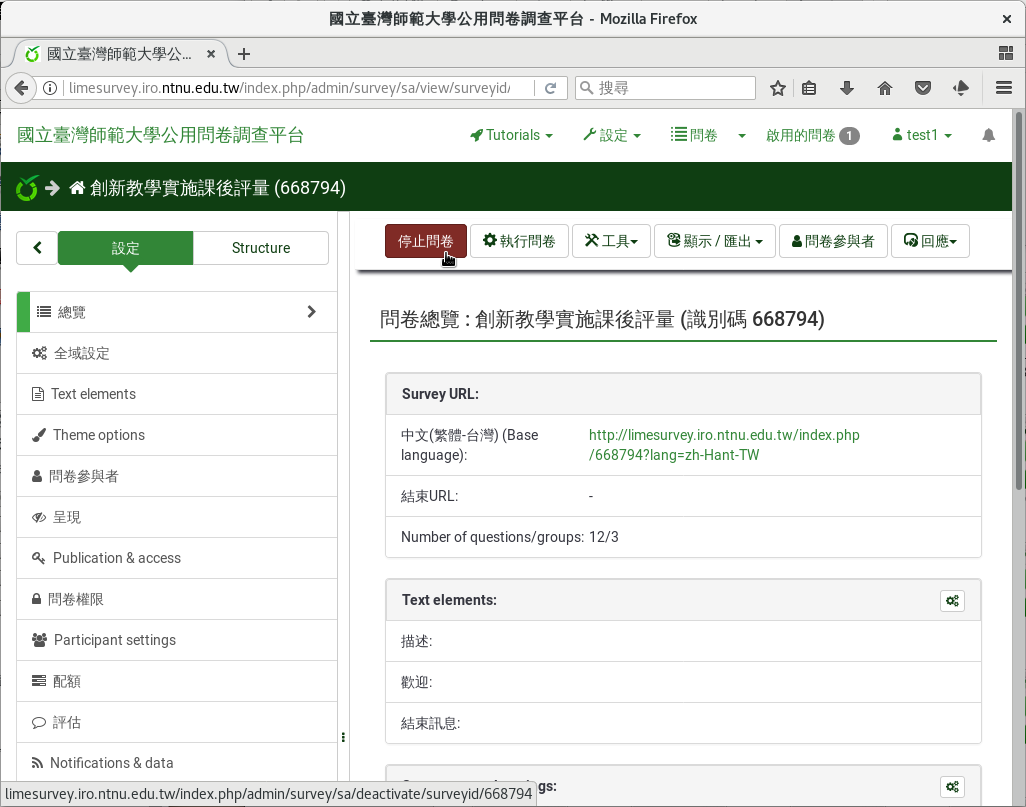 國立臺灣師範大學公用問卷調查平台 - Mozilla Firefox
國立臺灣師範大學公...
limesurvey.iro.ntnu.edu.tw/index.php/admin/survey/sa/view/surveyid/
搜尋
國立臺灣師範大學公用問卷調查平台
Tutorials
設定
問卷
啟用的問卷 1
test1
創新教學實施課後評量 (668794)
設定
Structure
停止問卷
執行問卷
工具
顯示 / 匯出
問卷參與者
回應
總覽
全域設定
Text elements
Theme options
問卷參與者
呈現
Publication & access
問卷權限
Participant settings
配額
評估
Notifications & data
問卷總覽 : 創新教學實施課後評量 (識別碼 668794)
Survey URL:
中文(繁體-台灣) (Base
language):
http://limesurvey.iro.ntnu.edu.tw/index.php
/668794?lang=zh-Hant-TW
結束URL:
-
Number of questions/groups: 12/3
Text elements:
描述:
歡迎:
結束訊息:
limesurvey.iro.ntnu.edu.tw/index.php/admin/survey/sa/deactivate/surveyid/668794